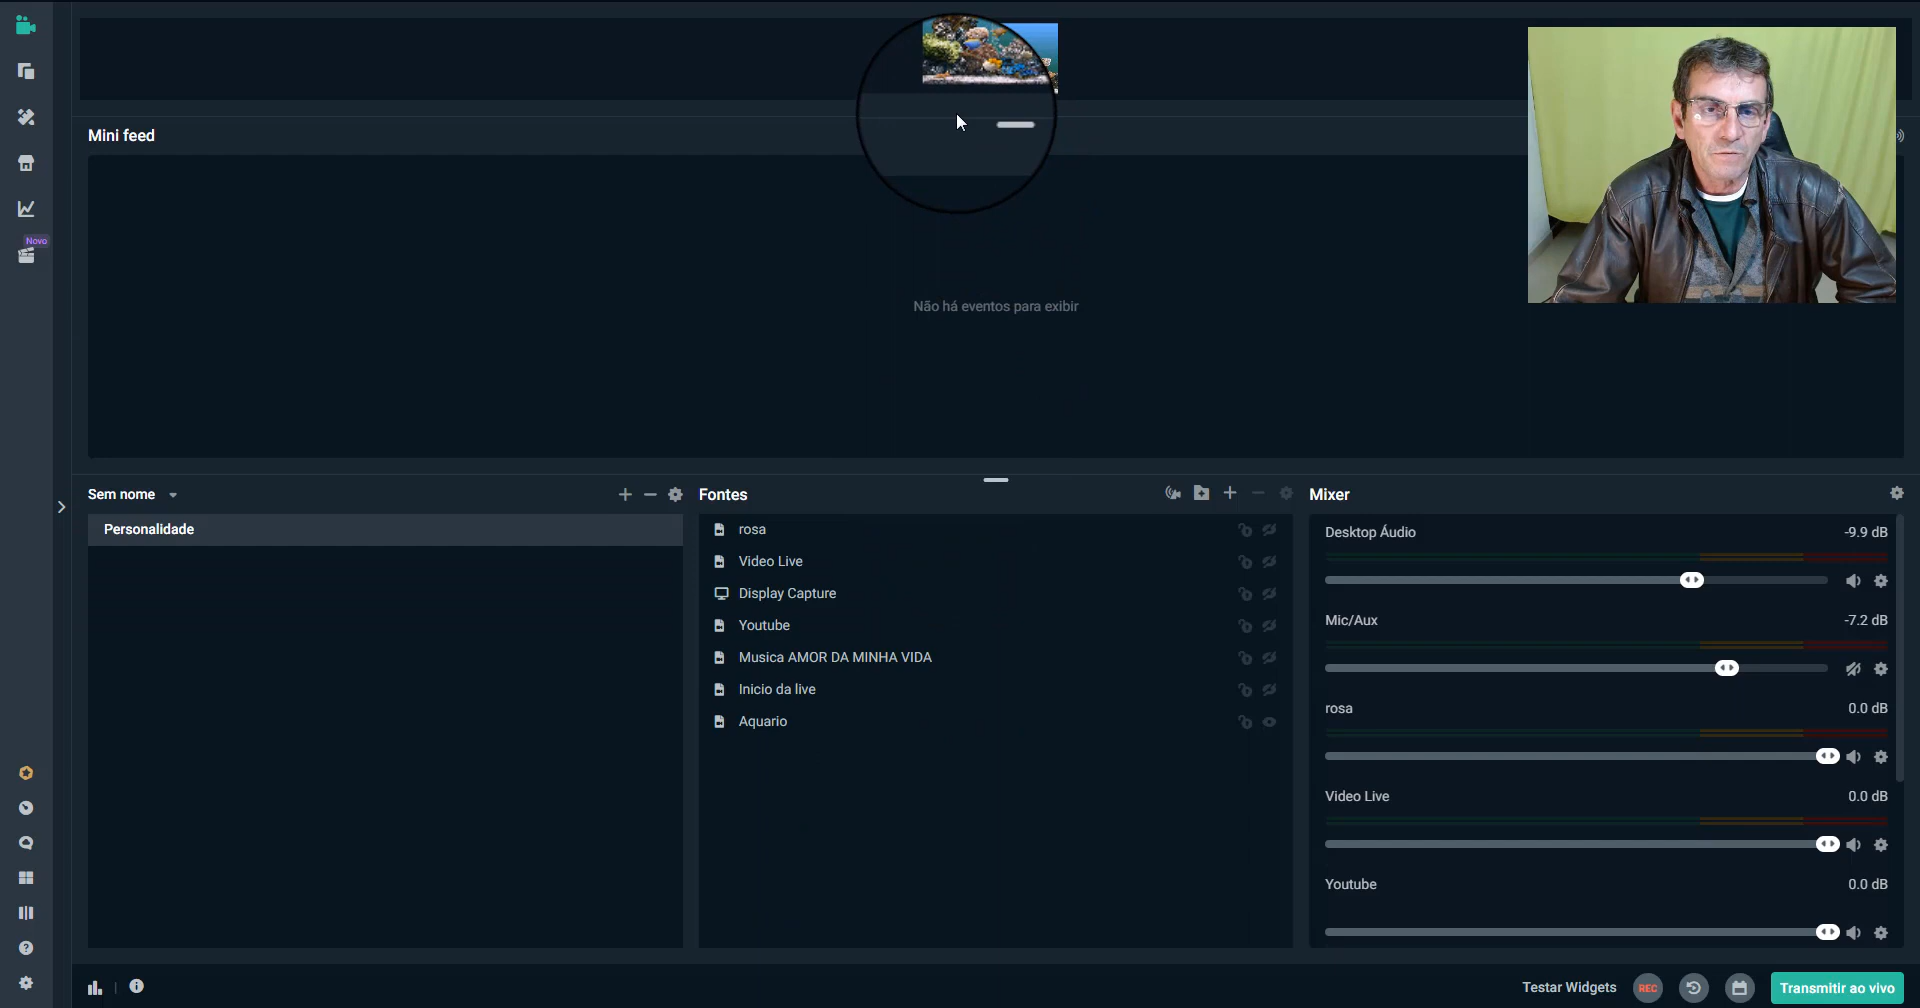 Novo
Mini feed
Não há eventos para exibir
Sem nome
Personalidade
Fontes
rosa
Video Live
Display Capture
Youtube
Musica AMOR DA MINHA VIDA
Inicio da live
Aquario
Mixer
Desktop Áudio -9.9 dB
Mic/Aux -7.2 dB
rosa 0.0 dB
Video Live 0.0 dB
Youtube 0.0 dB
Testar Widgets REC Transmitir ao vivo